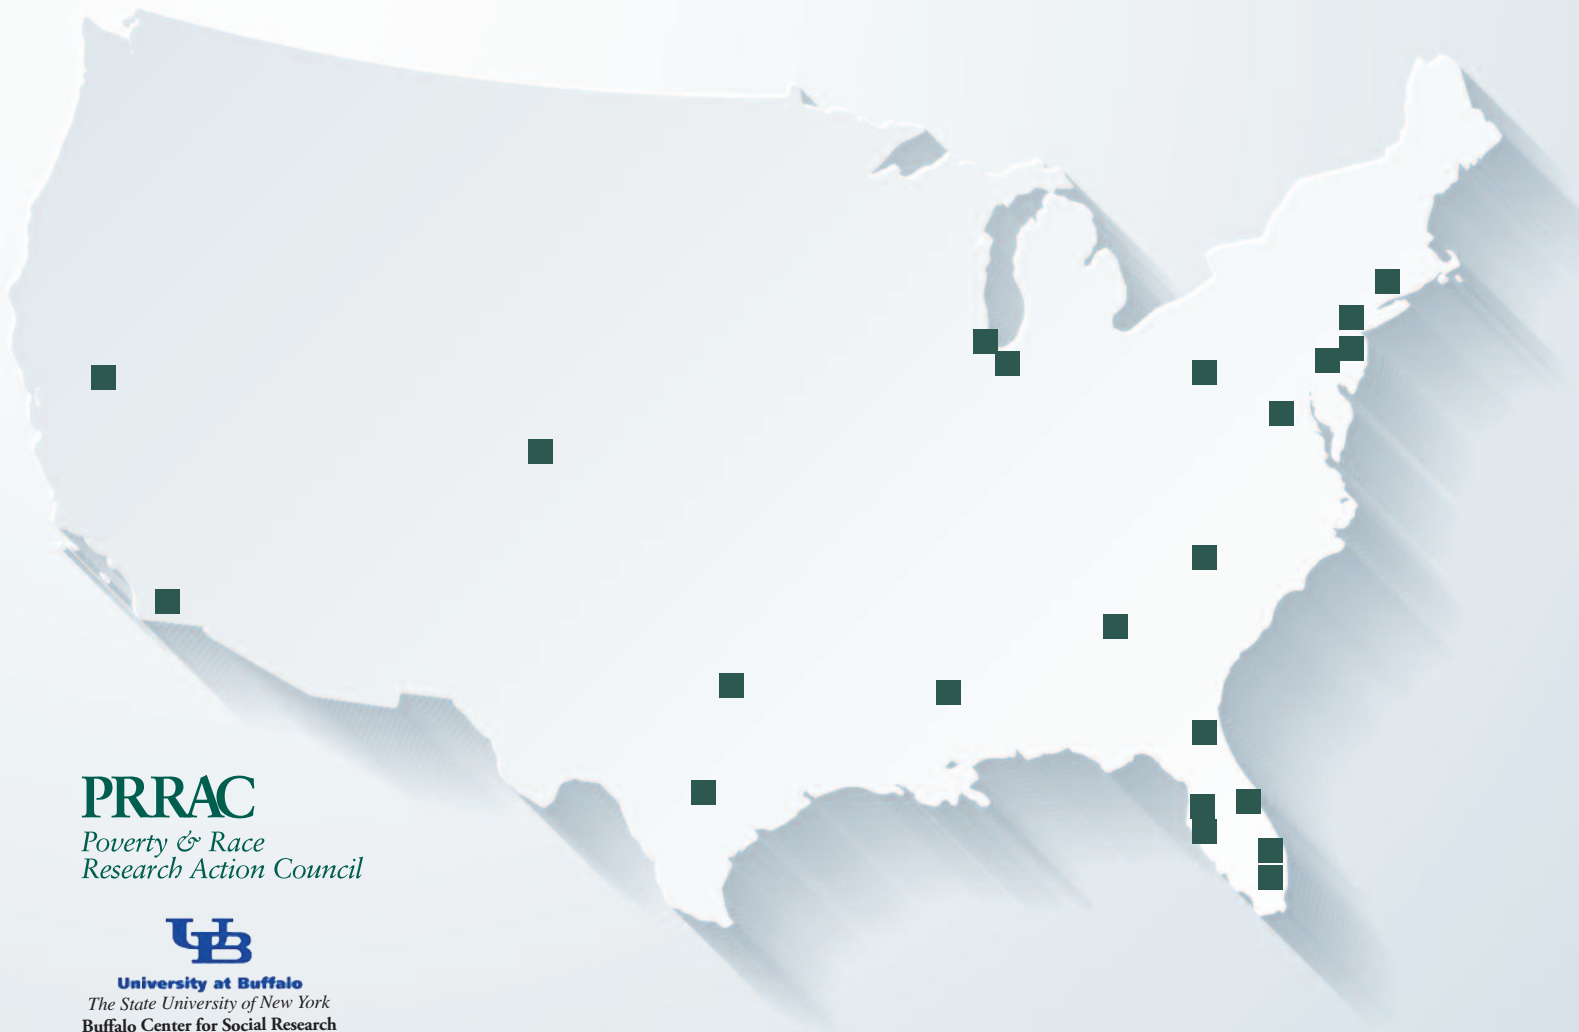 PRRAC
Poverty & Race
Research Action Council
UB
University at Buffalo
The State University of New York
Buffalo Center for Social Research